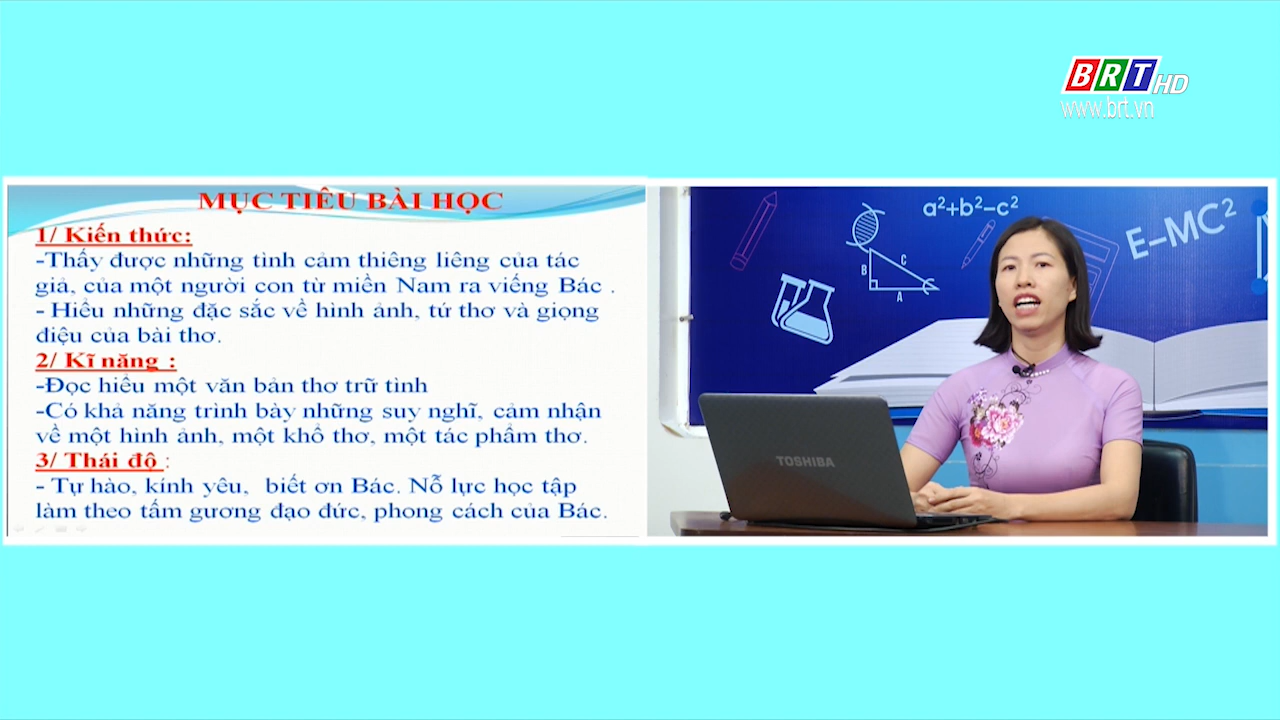 BRT HD
www.brt.vn
MỤC TIÊU BÀI HỌC
1/ Kiến thức:
-Thấy được những tình cảm thiêng liêng của tác
giả, của một người con từ miền Nam ra viếng Bác .
- Hiểu những đặc sắc về hình ảnh, tứ thơ và giọng
điệu của bài thơ.
2/ Kĩ năng :
-Đọc hiểu một văn bản thơ trữ tình
-Có khả năng trình bày những suy nghĩ, cảm nhận
về một hình ảnh, một khổ thơ, một tác phẩm thơ.
3/ Thái độ :
- Tự hào, kính yêu, biết ơn Bác. Nỗ lực học tập
làm theo tấm gương đạo đức, phong cách của Bác.
a²+b²–c²
E–MC²
B
C
A
TOSHIBA